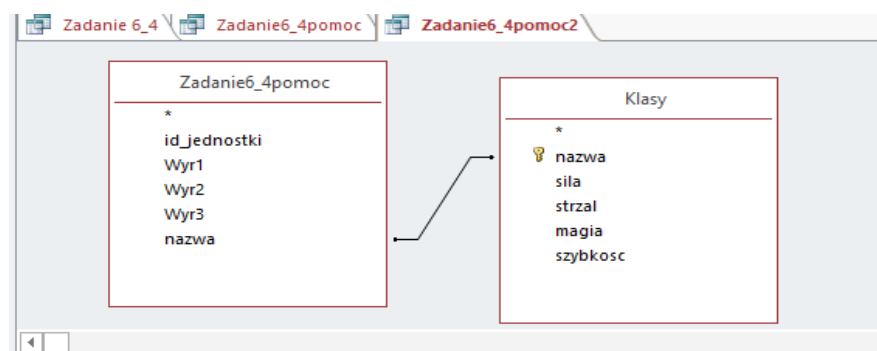 Zadanie 6_4 Zadanie6_4pomoc Zadanie6_4pomoc2
Zadanie6_4pomoc
*
id_jednostki
Wyr1
Wyr2
Wyr3
nazwa
Klasy
*
nazwa
sila
strzal
magia
szybkosc